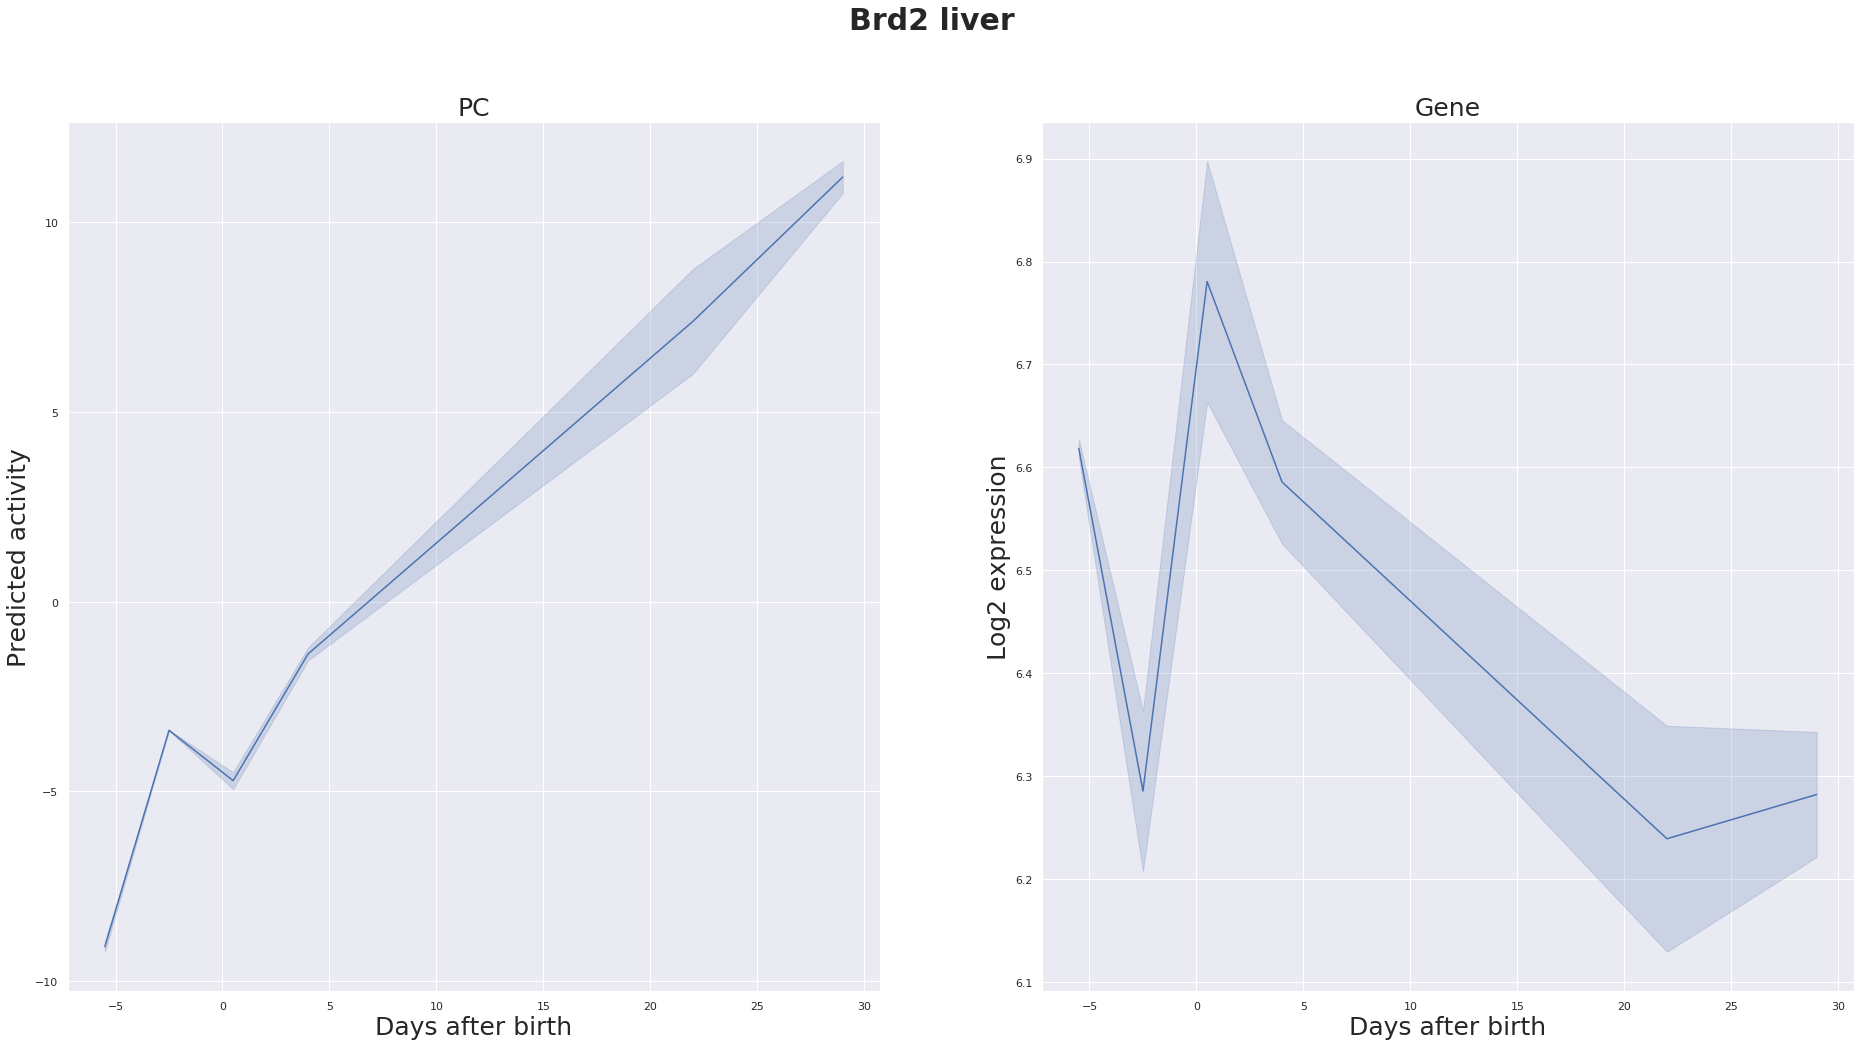 Brd2 liver
PC
Predicted activity
10
5
0
−5
−10
−5 0 5 10 15 20 25 30
Days after birth
Gene
Log2 expression
6.9
6.8
6.7
6.6
6.5
6.4
6.3
6.2
6.1
−5 0 5 10 15 20 25 30
Days after birth